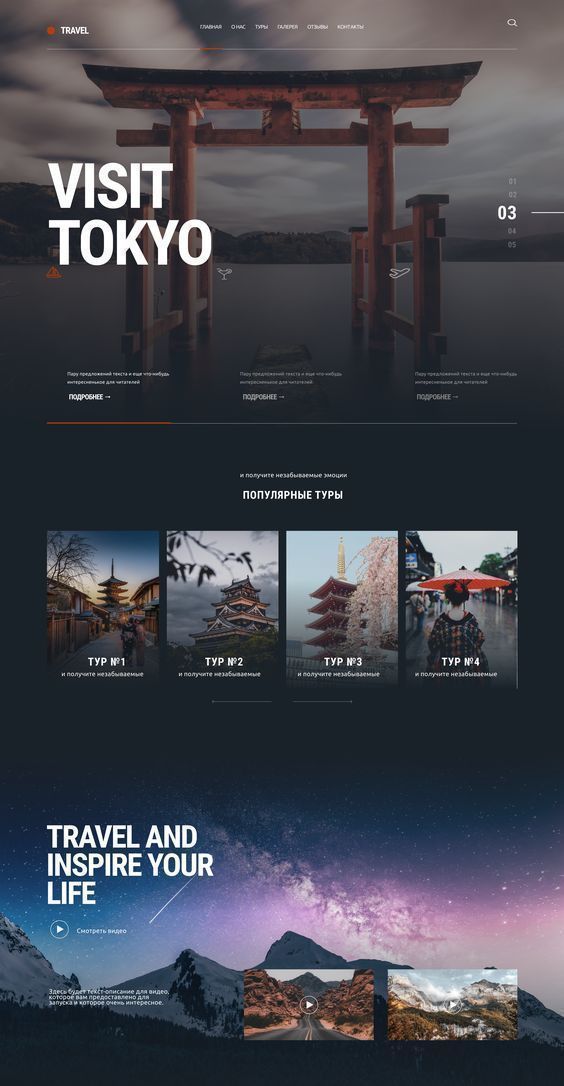 TRAVEL
ГЛАВНАЯ О НАС ТУРЫ ГАЛЕРЕЯ ОТЗЫВЫ КОНТАКТЫ
VISIT
TOKYO
01
02
03
04
05
Пару предложений текста и еще что-нибудь
интересненькое для читателей
ПОДРОБНЕЕ →
Пару предложений текста и еще что-нибудь
интересненькое для читателей
ПОДРОБНЕЕ →
Пару предложений текста и еще что-нибудь
интересненькое для читателей
ПОДРОБНЕЕ →
и получите незабываемые эмоции
ПОПУЛЯРНЫЕ ТУРЫ
ТУР №1
и получите незабываемые
ТУР №2
и получите незабываемые
ТУР №3
и получите незабываемые
ТУР №4
и получите незабываемые
TRAVEL AND
INSPIRE YOUR
LIFE
Смотреть видео
Здесь будет текст-описание для видео,
которое вам предоставлено для
запуска и которое очень интересное.